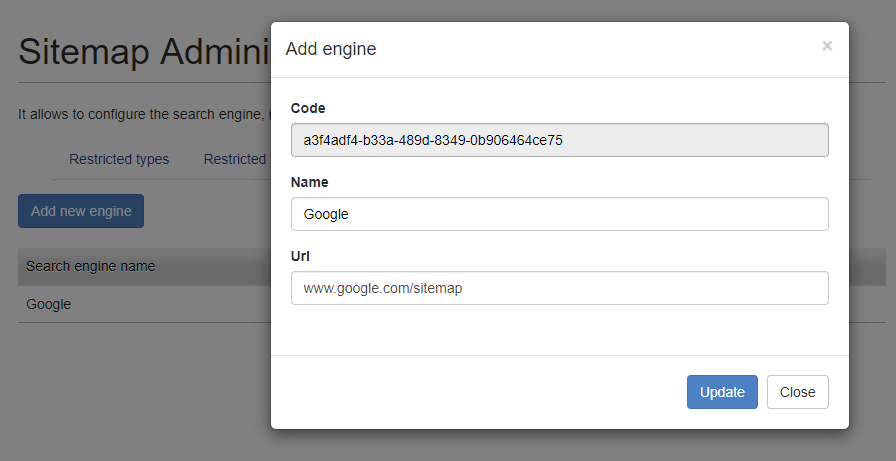 Sitemap Admini
It allows to configure the search engine,
Restricted types
Restricted
Add new engine
Search engine name
Google
Add engine
×
Code
a3f4adf4-b33a-489d-8349-0b906464ce75
Name
Google
Url
www.google.com/sitemap
Update
Close